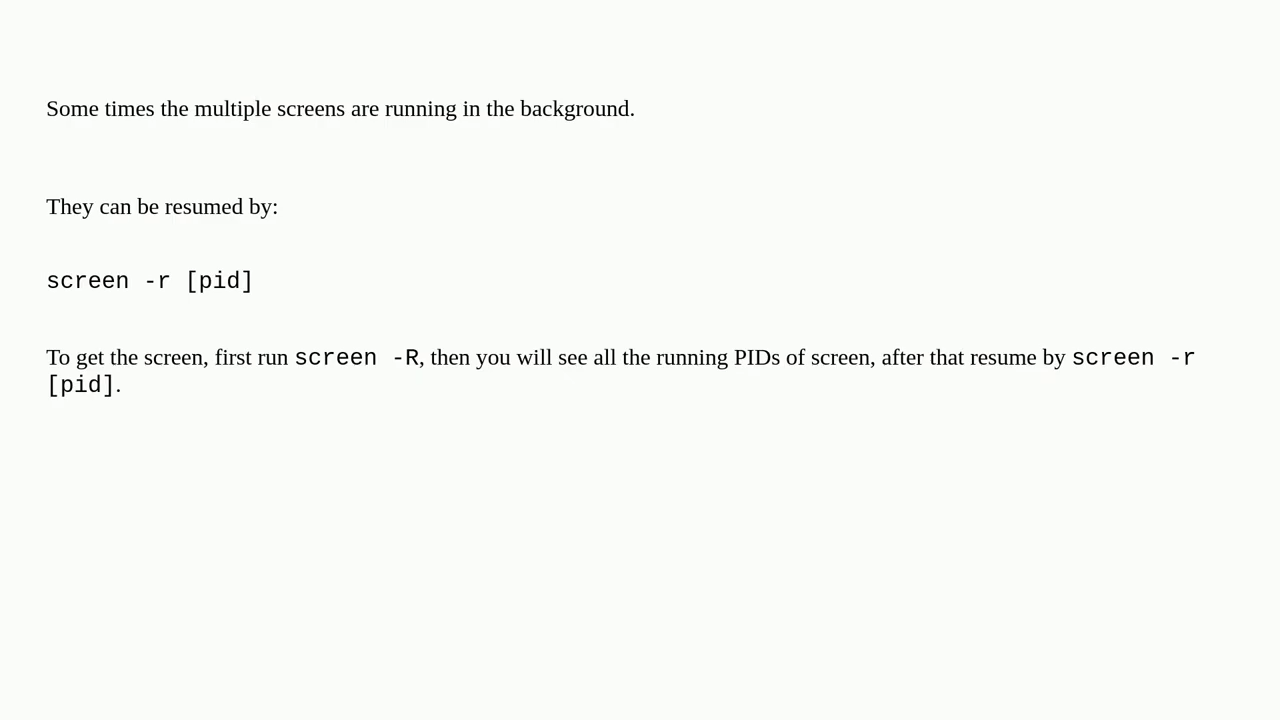 Some times the multiple screens are running in the background.
They can be resumed by:
screen -r [pid]
To get the screen, first run screen -R, then you will see all the running PIDs of screen, after that resume by screen -r
[pid].